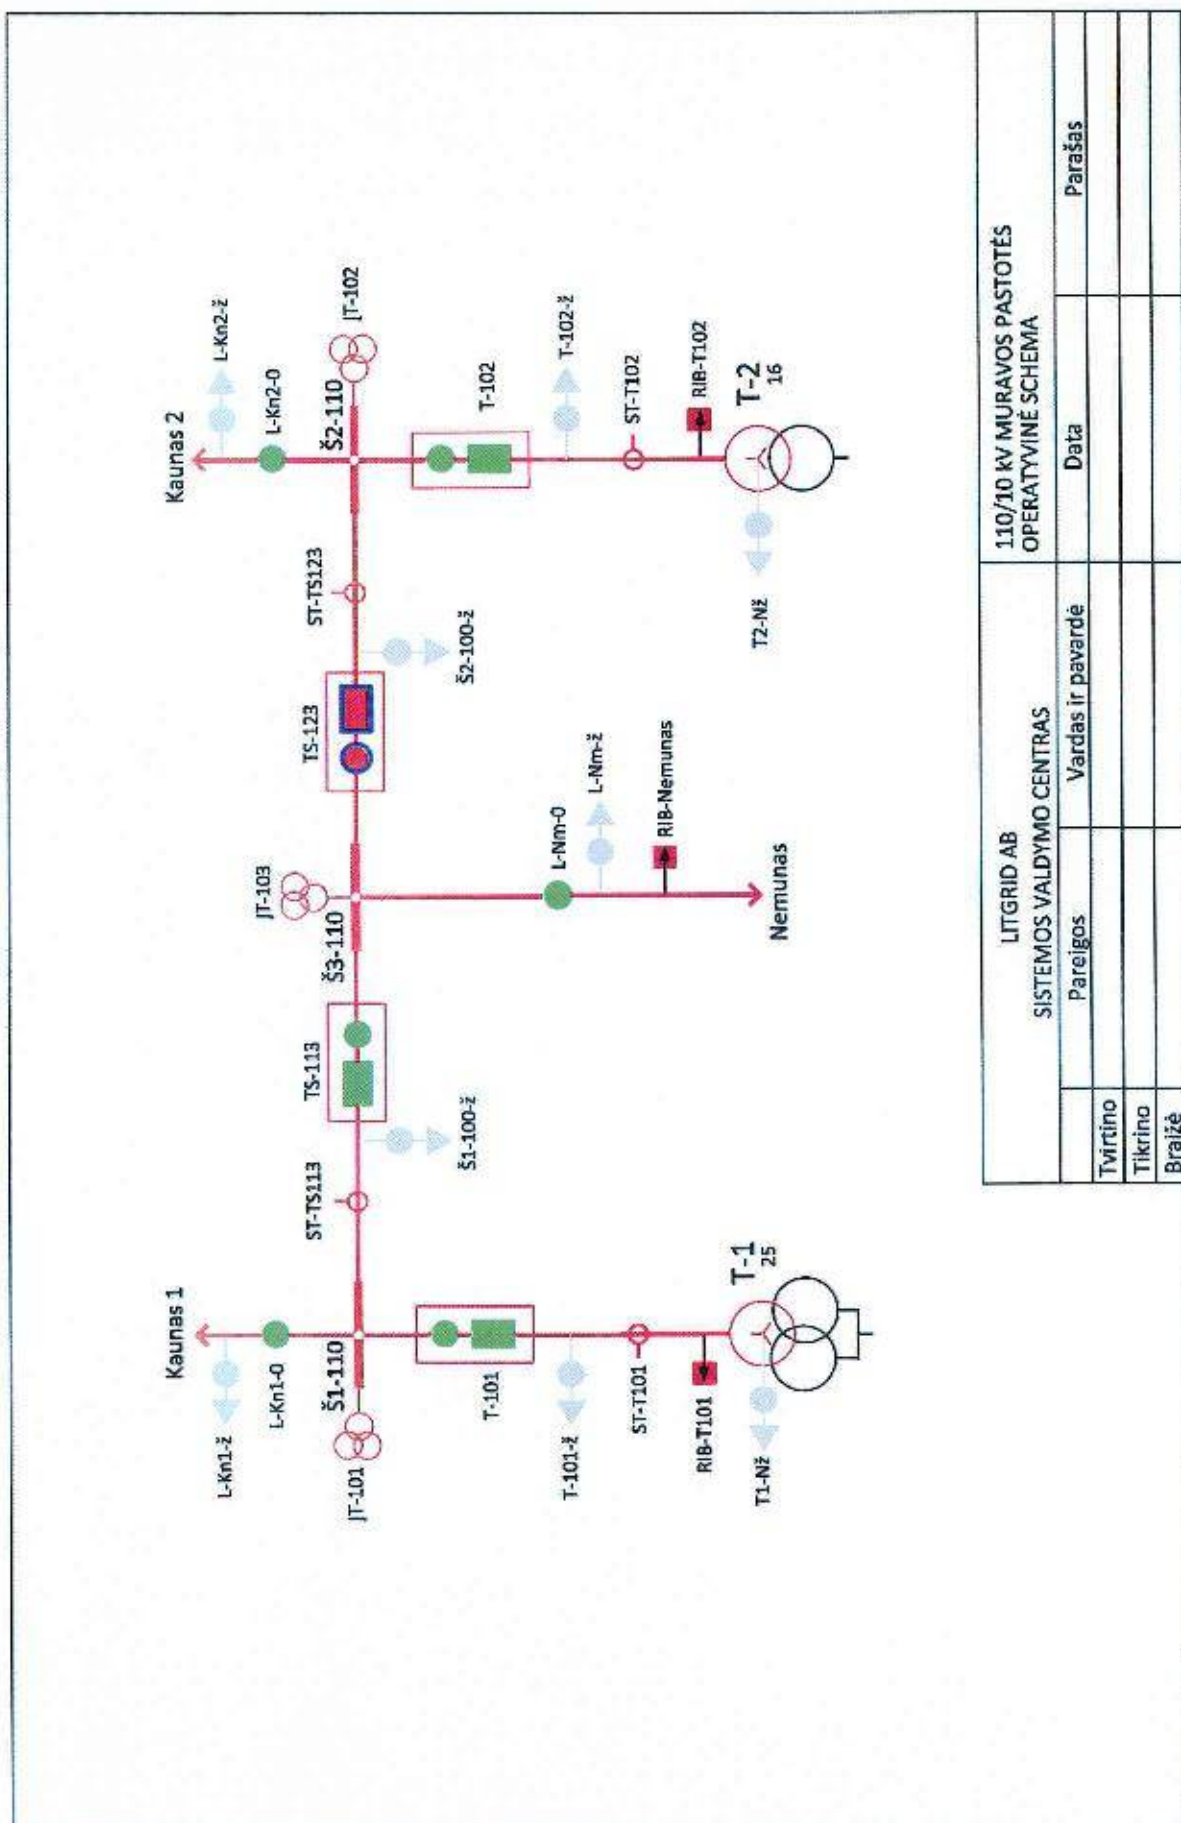 Kaunas 1
Kaunas 2
L-Kn1-ž
L-Kn2-ž
L-Kn1-0
L-Kn2-0
Š1-110
ST-TS113
TS-113
Š3-110
JT-103
TS-123
ST-TS123
Š2-110
JT-101
JT-102
Š1-100-ž
Š2-100-ž
T-101
T-102
L-Nm-0
T-101-ž
L-Nm-ž
T-102-ž
ST-T101
ST-T102
RIB-T101
RIB-Nemunas
RIB-T102
T-1
25
T-2
16
T1-Nž
Nemunas
T2-Nž
LITGRID AB
SISTEMOS VALDYMO CENTRAS
110/10 kV MURAVOS PASTOTĖS
OPERATYVINĖ SCHEMA
Pareigos
Vardas ir pavardė
Data
Parašas
Tvirtino
Tikrino
Braižė